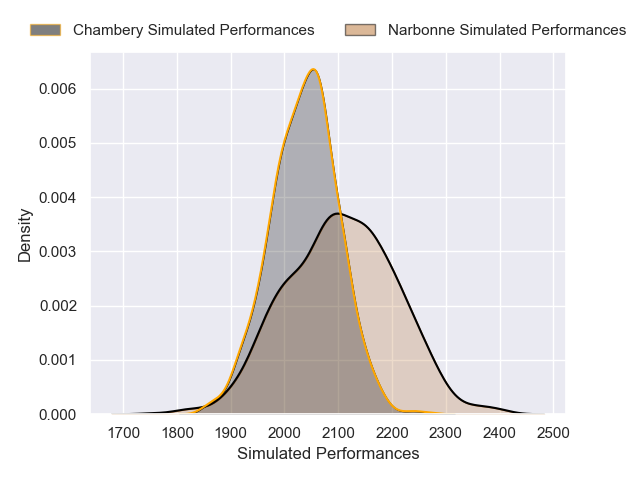 Chambery Simulated Performances
Narbonne Simulated Performances
0.006
0.005
0.004
0.003
0.002
0.001
0.000
Density
1700 1800 1900 2000 2100 2200 2300 2400 2500
Simulated Performances